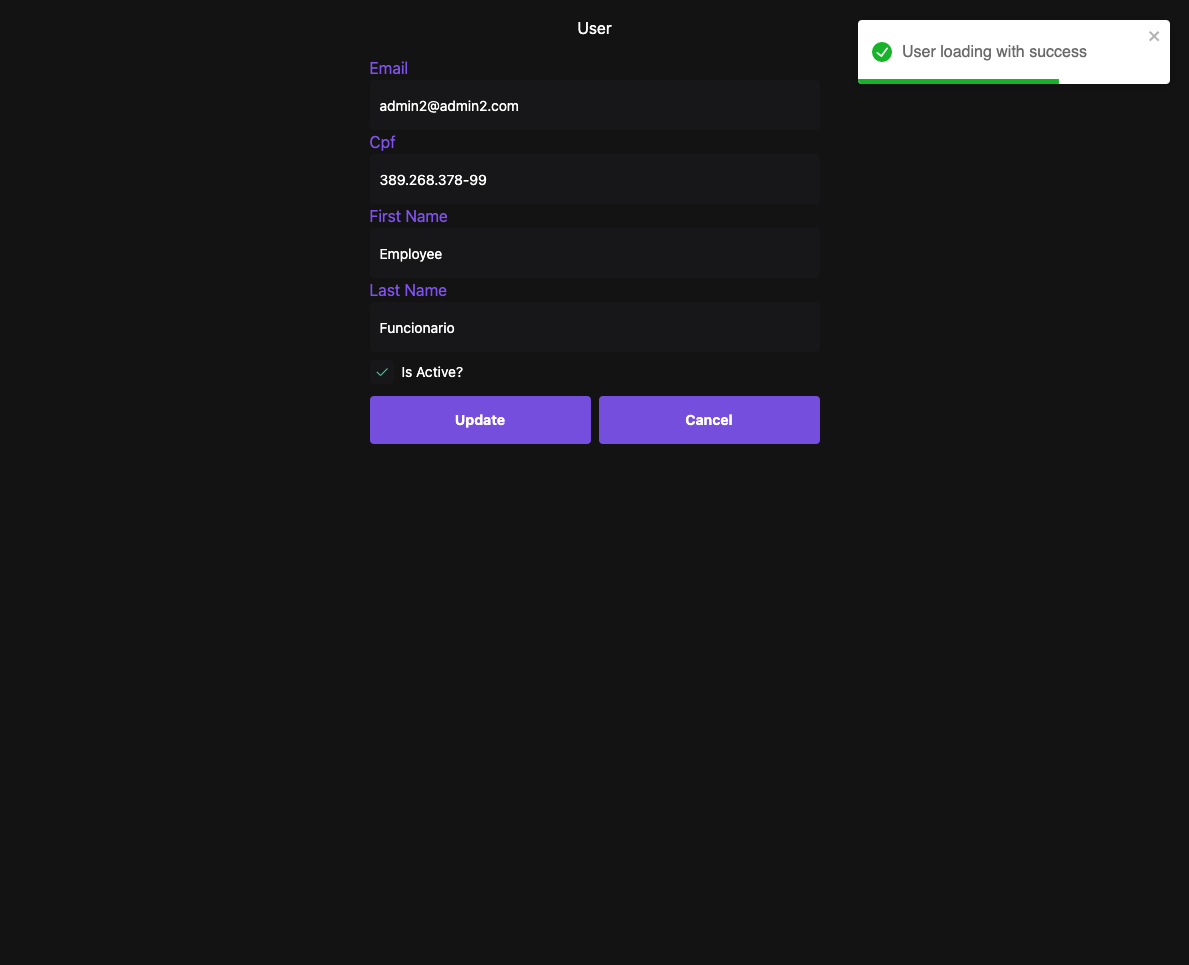 User
User loading with success
Email
admin2@admin2.com
Cpf
389.268.378-99
First Name
Employee
Last Name
Funcionario
Is Active?
Update
Cancel